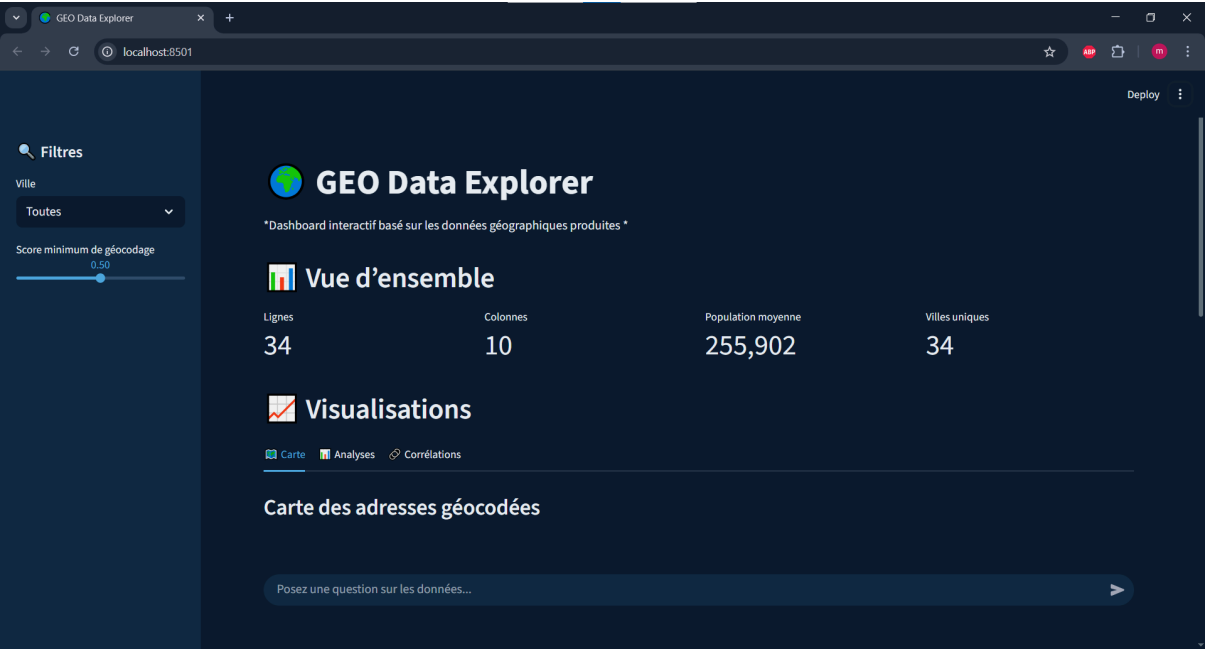 GEO Data Explorer
localhost:8501
ABP
m
Deploy
Filtres
Ville
Toutes
Score minimum de géocodage
0.50
GEO Data Explorer
*Dashboard interactif basé sur les données géographiques produites *
Vue d’ensemble
Lignes Colonnes Population moyenne Villes uniques
34 10 255,902 34
Visualisations
Carte Analyses Corrélations
Carte des adresses géocodées
Posez une question sur les données...